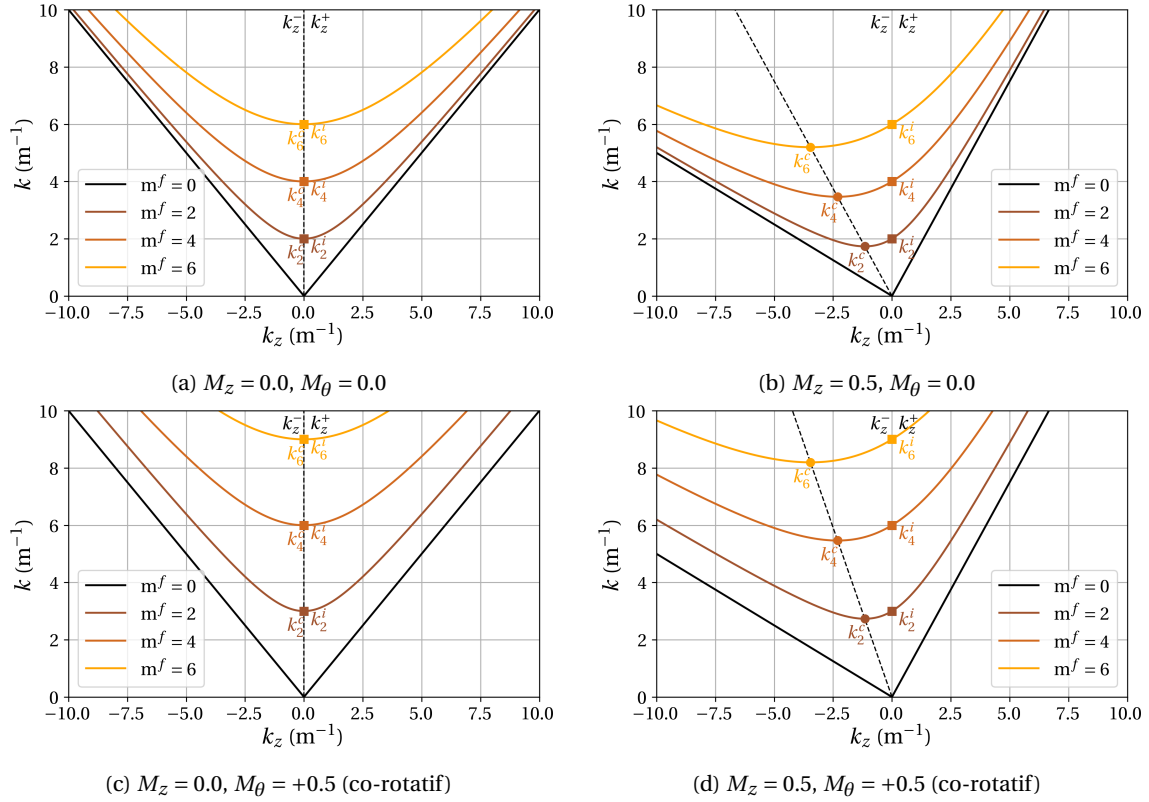 10
8
6
4
2
0
k (m⁻¹)
−10.0 −7.5 −5.0 −2.5 0.0 2.5 5.0 7.5 10.0
k_z (m⁻¹)
k_z^- k_z^+
k_6^c k_6^i
k_4^c k_4^i
k_2^c k_2^i
m^f = 0
m^f = 2
m^f = 4
m^f = 6
(a) M_z = 0.0, M_θ = 0.0
10
8
6
4
2
0
k (m⁻¹)
−10.0 −7.5 −5.0 −2.5 0.0 2.5 5.0 7.5 10.0
k_z (m⁻¹)
k_z^- k_z^+
k_6^c k_6^i
k_4^c k_4^i
k_2^c k_2^i
m^f = 0
m^f = 2
m^f = 4
m^f = 6
(b) M_z = 0.5, M_θ = 0.0
10
8
6
4
2
0
k (m⁻¹)
−10.0 −7.5 −5.0 −2.5 0.0 2.5 5.0 7.5 10.0
k_z (m⁻¹)
k_z^- k_z^+
k_6^c k_6^i
k_4^c k_4^i
k_2^c k_2^i
m^f = 0
m^f = 2
m^f = 4
m^f = 6
(c) M_z = 0.0, M_θ = +0.5 (co-rotatif)
10
8
6
4
2
0
k (m⁻¹)
−10.0 −7.5 −5.0 −2.5 0.0 2.5 5.0 7.5 10.0
k_z (m⁻¹)
k_z^- k_z^+
k_6^c k_6^i
k_4^c k_4^i
k_2^c k_2^i
m^f = 0
m^f = 2
m^f = 4
m^f = 6
(d) M_z = 0.5, M_θ = +0.5 (co-rotatif)